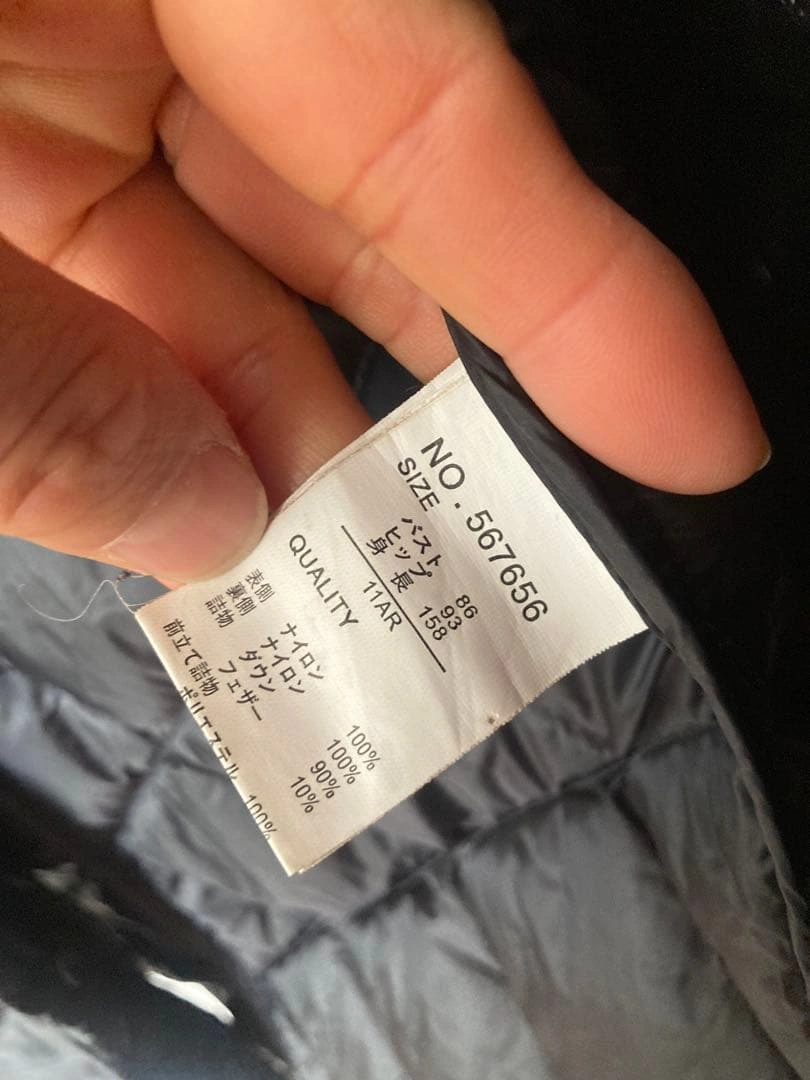 NO. 567656
SIZE
バスト 86
ヒップ 93
身長 158
11AR
QUALITY
表側 ナイロン 100%
裏側 ナイロン 100%
詰物 ダウン 90%
フェザー 10%
前立て詰物
ポリエステル 100%